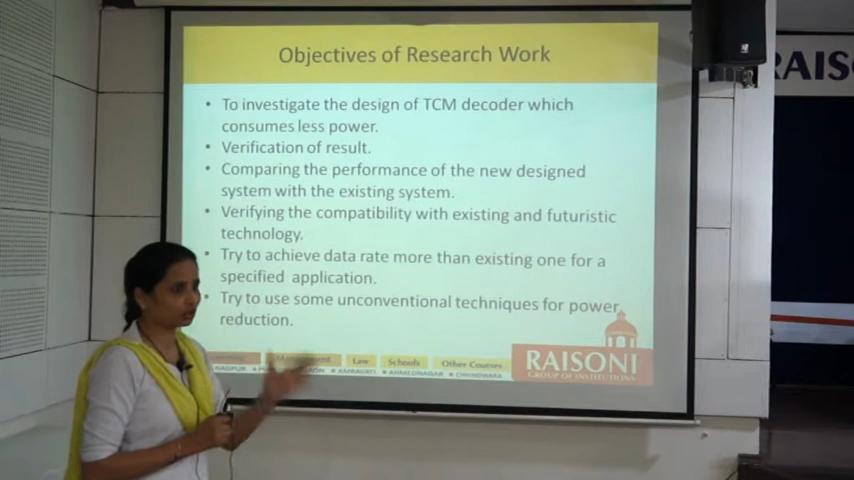 Objectives of Research Work
• To investigate the design of TCM decoder which
consumes less power.
• Verification of result.
• Comparing the performance of the new designed
system with the existing system.
• Verifying the compatibility with existing and futuristic
technology.
• Try to achieve data rate more than existing one for a
specified application.
• Try to use some unconventional techniques for power
reduction.
Management Law Schools Other Courses
NAGPUR ■ AMRAVATI ■ AHMEDNAGAR ■ CHHINDWARA
RAISONI
GROUP OF INSTITUTIONS
RAISO